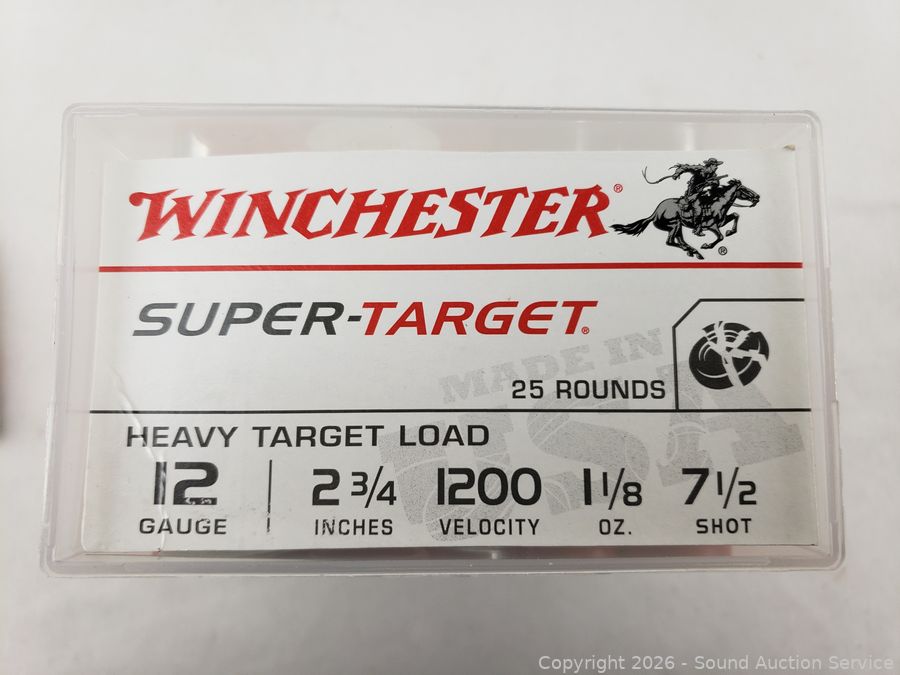 WINCHESTER®
®
SUPER-TARGET®
MADE IN
USA
25 ROUNDS
HEAVY TARGET LOAD
12 2 3/4 1200 1 1/8 7 1/2
GAUGE INCHES VELOCITY OZ. SHOT
Copyright 2026 - Sound Auction Service